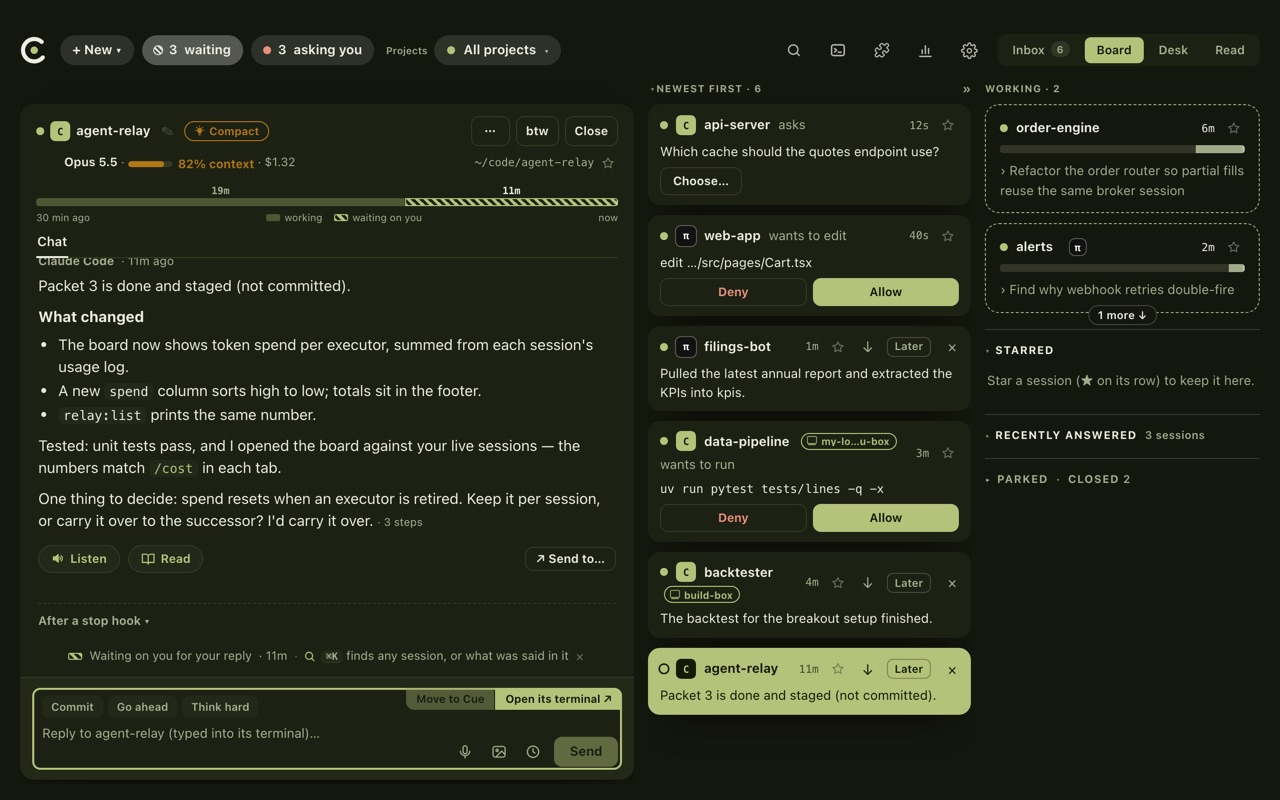 + New ▾
3 waiting
3 asking you
Projects
All projects ▾
Inbox 6
Board
Desk
Read
C agent-relay
Compact
···
btw
Close
Opus 5.5 · 82% context · $1.32
~/code/agent-relay
19m
11m
30 min ago
working
waiting on you
now
Chat
Claude Code · 11m ago
Packet 3 is done and staged (not committed).
What changed
• The board now shows token spend per executor, summed from each session's
usage log.
• A new spend column sorts high to low; totals sit in the footer.
• relay:list prints the same number.
Tested: unit tests pass, and I opened the board against your live sessions — the
numbers match /cost in each tab.
One thing to decide: spend resets when an executor is retired. Keep it per session,
or carry it over to the successor? I'd carry it over. · 3 steps
Listen
Read
↗ Send to...
After a stop hook ▾
Waiting on you for your reply · 11m · ⌘K finds any session, or what was said in it ×
Commit
Go ahead
Think hard
Move to Cue
Open its terminal ↗
Reply to agent-relay (typed into its terminal)...
Send
▾ NEWEST FIRST · 6 »
C api-server asks 12s
Which cache should the quotes endpoint use?
Choose...
π web-app wants to edit 40s
edit .../src/pages/Cart.tsx
Deny
Allow
π filings-bot 1m ↓ Later ×
Pulled the latest annual report and extracted the
KPIs into kpis.
C data-pipeline my-lo...u-box
wants to run
3m
uv run pytest tests/lines -q -x
Deny
Allow
C backtester
build-box
4m ↓ Later ×
The backtest for the breakout setup finished.
C agent-relay 11m ↓ Later ×
Packet 3 is done and staged (not committed).
WORKING · 2
order-engine 6m
› Refactor the order router so partial fills
reuse the same broker session
alerts π 2m
› Find why webhook retries double-fire
1 more ↓
▾ STARRED
Star a session (★ on its row) to keep it here.
▸ RECENTLY ANSWERED 3 sessions
▸ PARKED · CLOSED 2